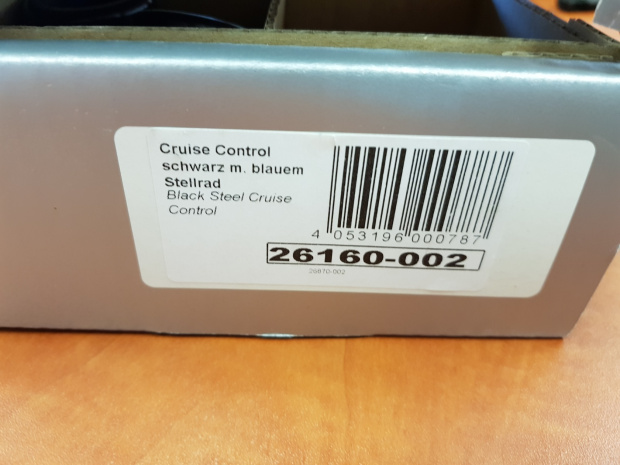 Cruise Control
schwarz m. blauem
Stellrad
Black Steel Cruise
Control
4 053196 000787
26160-002